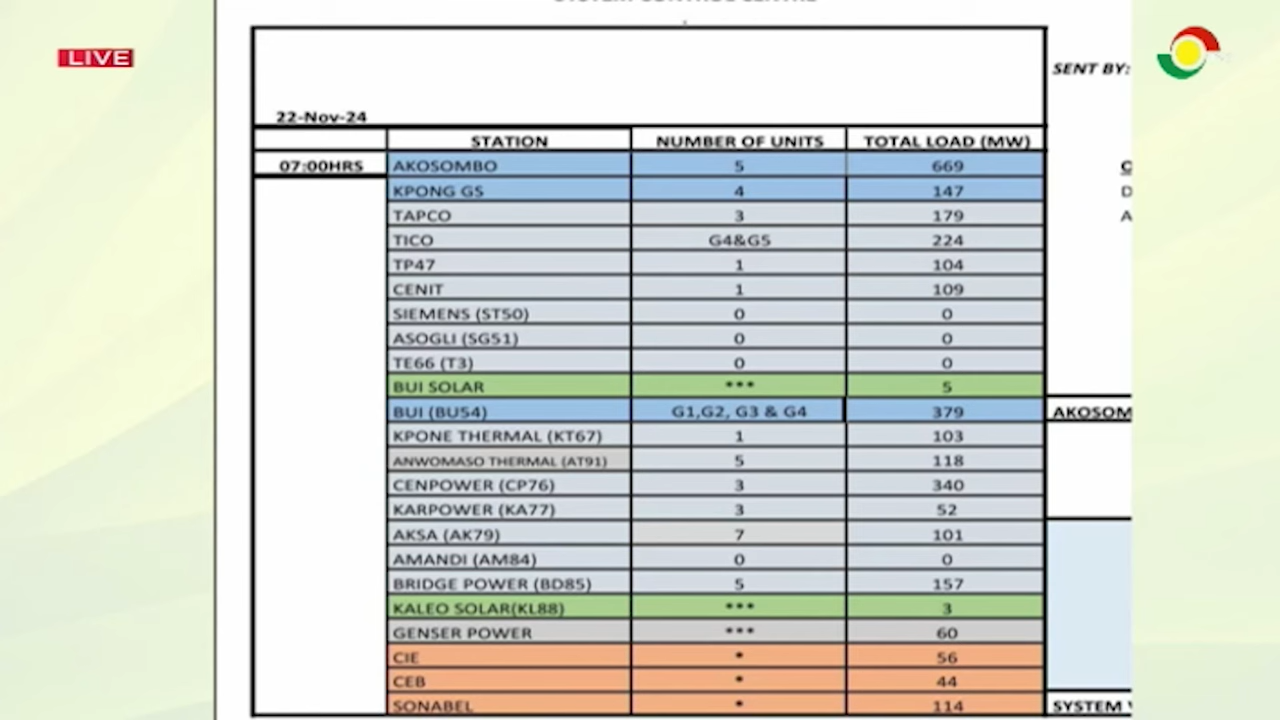 LIVE
SYSTEM CONTROL CENTRE
SENT BY:
22-Nov-24
STATION NUMBER OF UNITS TOTAL LOAD (MW)
07:00HRS AKOSOMBO 5 669
KPONG GS 4 147
TAPCO 3 179
TICO G4&G5 224
TP47 1 104
CENIT 1 109
SIEMENS (ST50) 0 0
ASOGLI (SG51) 0 0
TE66 (T3) 0 0
BUI SOLAR *** 5
BUI (BU54) G1,G2, G3 & G4 379
AKOSOM
KPONE THERMAL (KT67) 1 103
ANWOMASO THERMAL (AT91) 5 118
CENPOWER (CP76) 3 340
KARPOWER (KA77) 3 52
AKSA (AK79) 7 101
AMANDI (AM84) 0 0
BRIDGE POWER (BD85) 5 157
KALEO SOLAR(KL88) *** 3
GENSER POWER *** 60
CIE * 56
CEB * 44
SONABEL * 114
SYSTEM